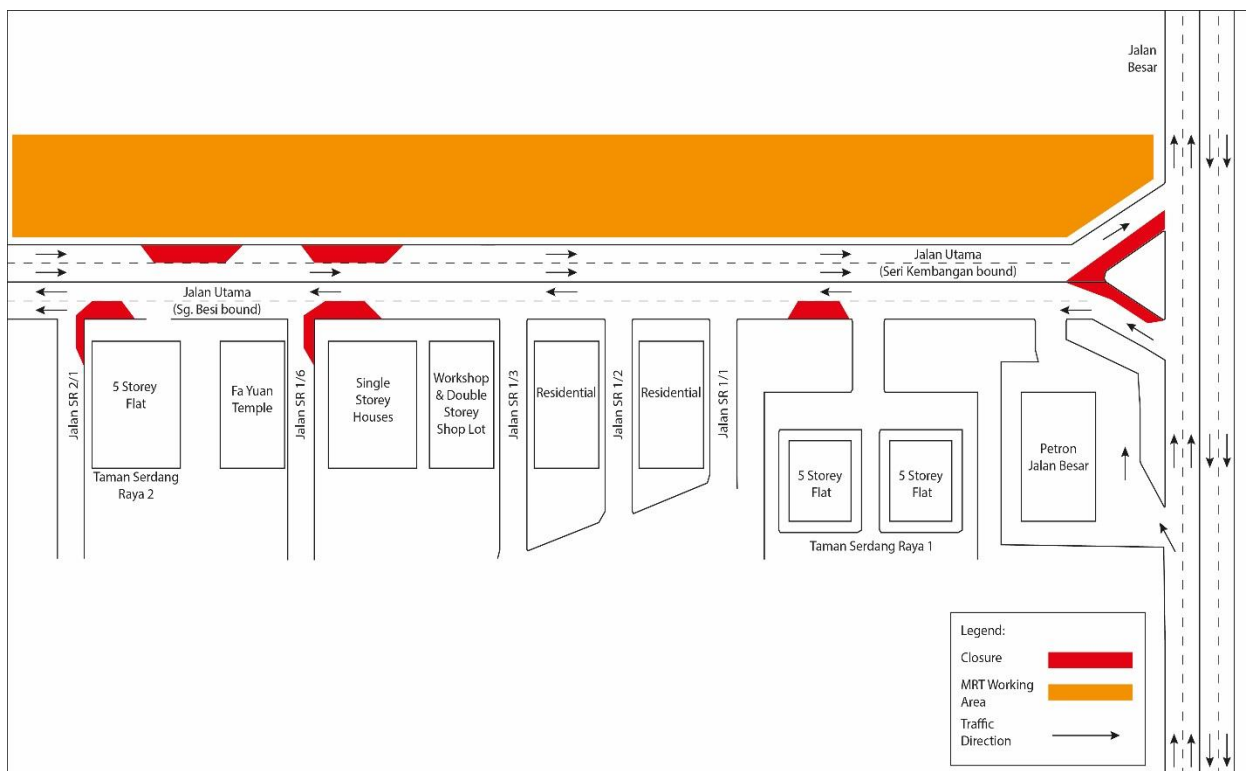 Jalan
Besar
Jalan Utama
(Seri Kembangan bound)
Jalan Utama
(Sg. Besi bound)
Jalan SR 2/1
5 Storey
Flat
Fa Yuan
Temple
Jalan SR 1/6
Single
Storey
Houses
Workshop
& Double
Storey
Shop Lot
Jalan SR 1/3
Residential
Jalan SR 1/2
Residential
Jalan SR 1/1
5 Storey
Flat
5 Storey
Flat
Petron
Jalan Besar
Taman Serdang
Raya 2
Taman Serdang Raya 1
Legend:
Closure
MRT Working
Area
Traffic
Direction